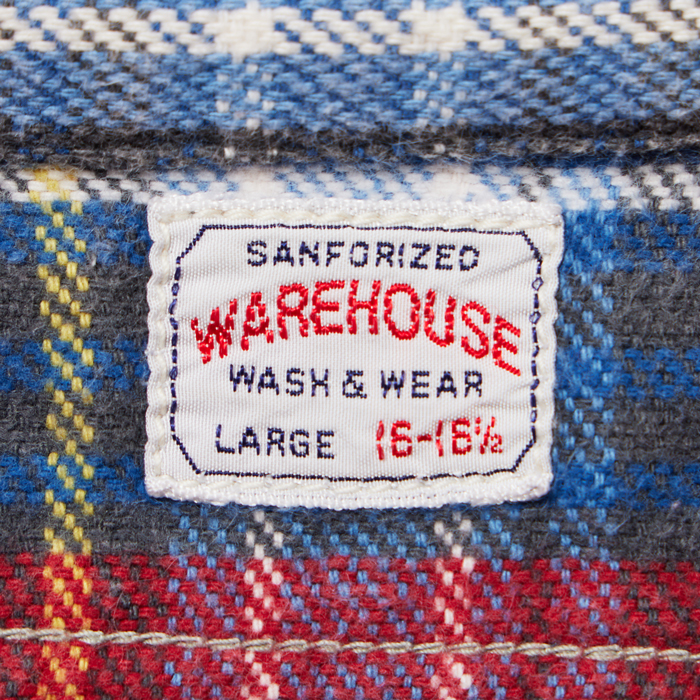 SANFORIZED
WAREHOUSE
WASH & WEAR
LARGE 16-16½